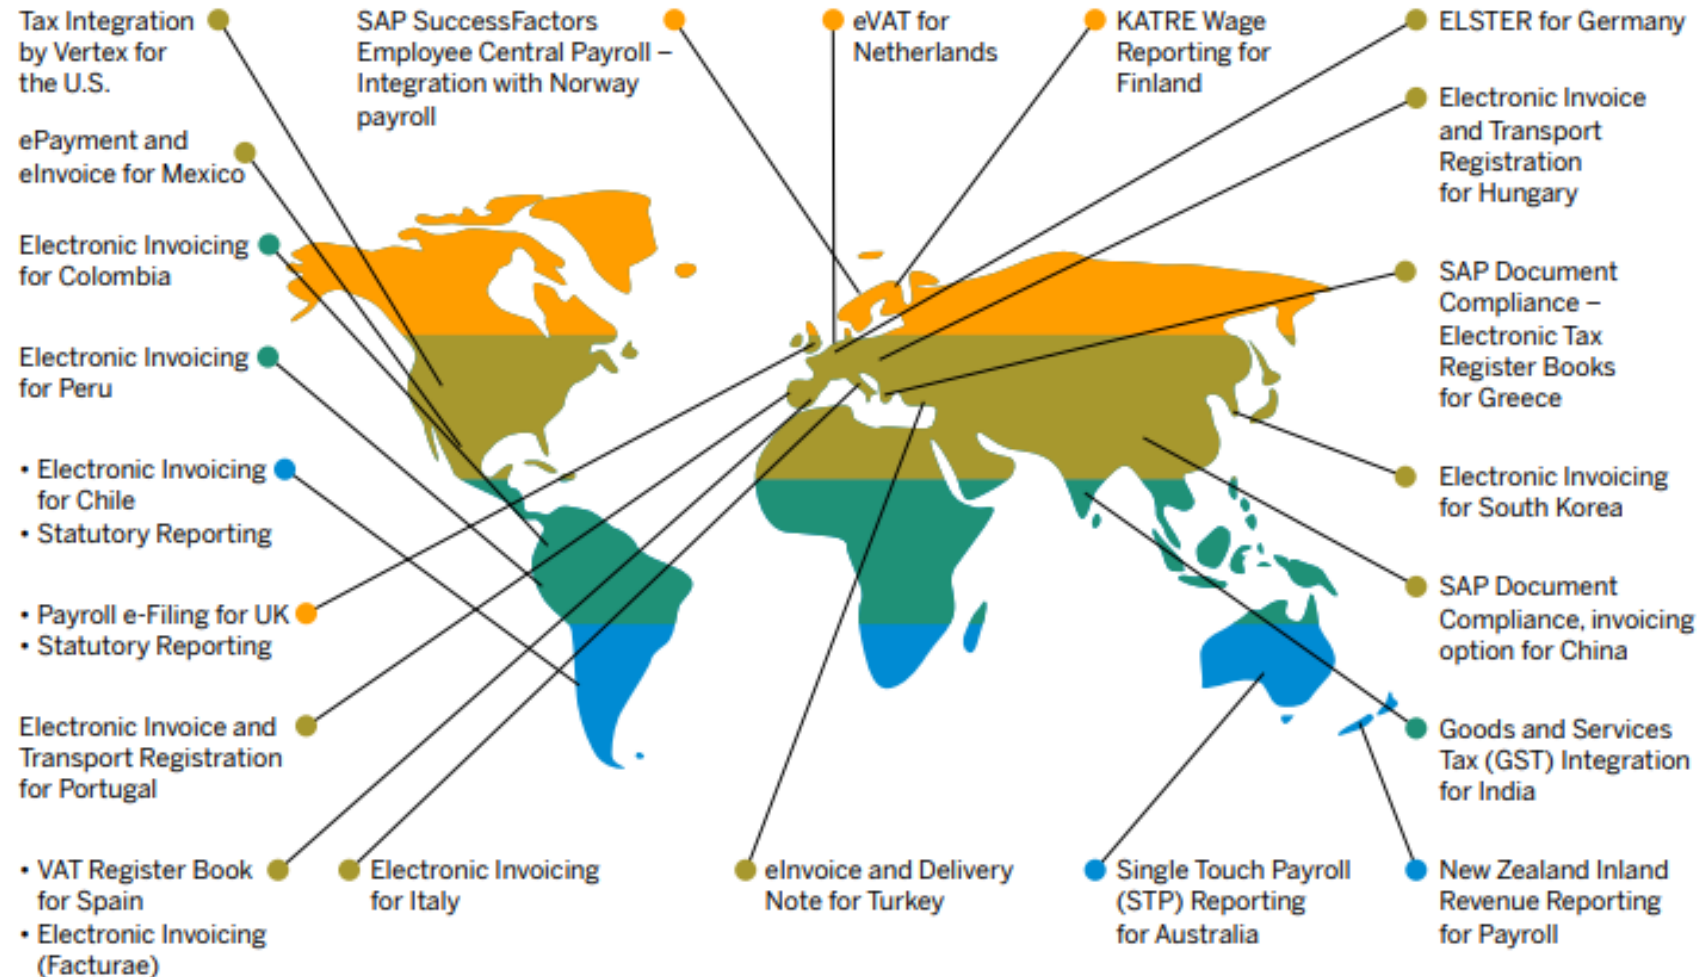 Tax Integration
by Vertex for
the U.S.
SAP SuccessFactors
Employee Central Payroll –
Integration with Norway
payroll
eVAT for
Netherlands
KATRE Wage
Reporting for
Finland
ELSTER for Germany
ePayment and
eInvoice for Mexico
Electronic Invoice
and Transport
Registration
for Hungary
Electronic Invoicing
for Colombia
SAP Document
Compliance –
Electronic Tax
Register Books
for Greece
Electronic Invoicing
for Peru
• Electronic Invoicing
for Chile
• Statutory Reporting
Electronic Invoicing
for South Korea
• Payroll e-Filing for UK
• Statutory Reporting
SAP Document
Compliance, invoicing
option for China
Electronic Invoice and
Transport Registration
for Portugal
Goods and Services
Tax (GST) Integration
for India
• VAT Register Book
for Spain
• Electronic Invoicing
(Facturae)
Electronic Invoicing
for Italy
eInvoice and Delivery
Note for Turkey
Single Touch Payroll
(STP) Reporting
for Australia
New Zealand Inland
Revenue Reporting
for Payroll